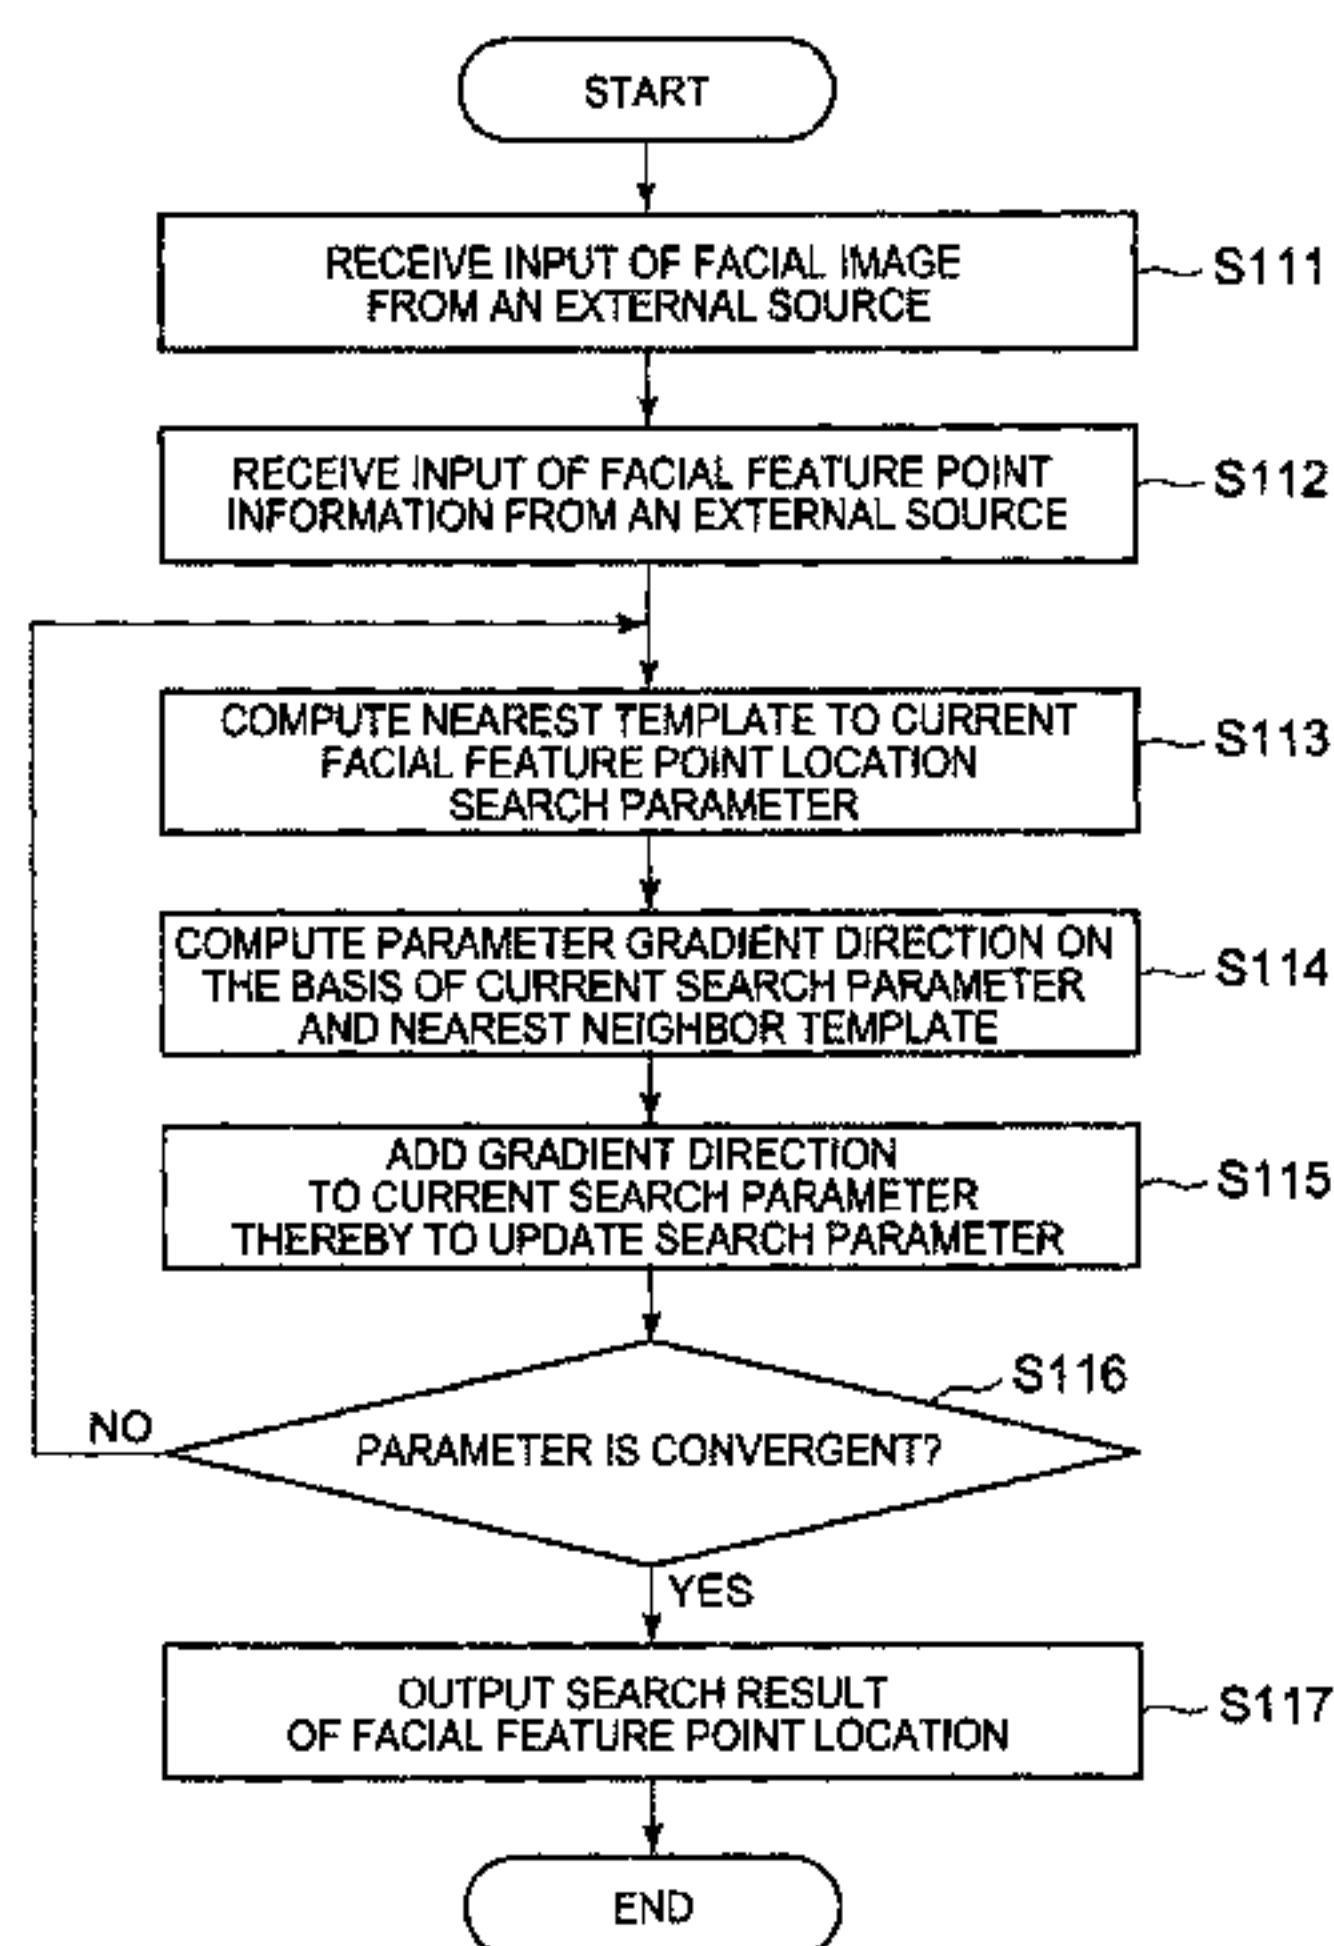 START
RECEIVE INPUT OF FACIAL IMAGE
FROM AN EXTERNAL SOURCE
S111
RECEIVE INPUT OF FACIAL FEATURE POINT
INFORMATION FROM AN EXTERNAL SOURCE
S112
COMPUTE NEAREST TEMPLATE TO CURRENT
FACIAL FEATURE POINT LOCATION
SEARCH PARAMETER
S113
COMPUTE PARAMETER GRADIENT DIRECTION ON
THE BASIS OF CURRENT SEARCH PARAMETER
AND NEAREST NEIGHBOR TEMPLATE
S114
ADD GRADIENT DIRECTION
TO CURRENT SEARCH PARAMETER
THEREBY TO UPDATE SEARCH PARAMETER
S115
S116
NO
PARAMETER IS CONVERGENT?
YES
OUTPUT SEARCH RESULT
OF FACIAL FEATURE POINT LOCATION
S117
END